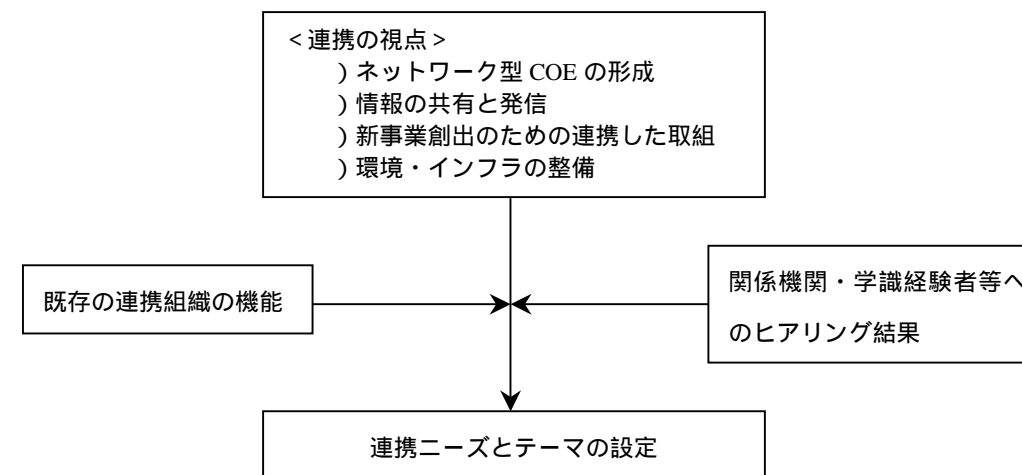 <連携の視点>
)ネットワーク型 COE の形成
)情報の共有と発信
)新事業創出のための連携した取組
)環境・インフラの整備
既存の連携組織の機能
関係機関・学識経験者等へ
のヒアリング結果
連携ニーズとテーマの設定